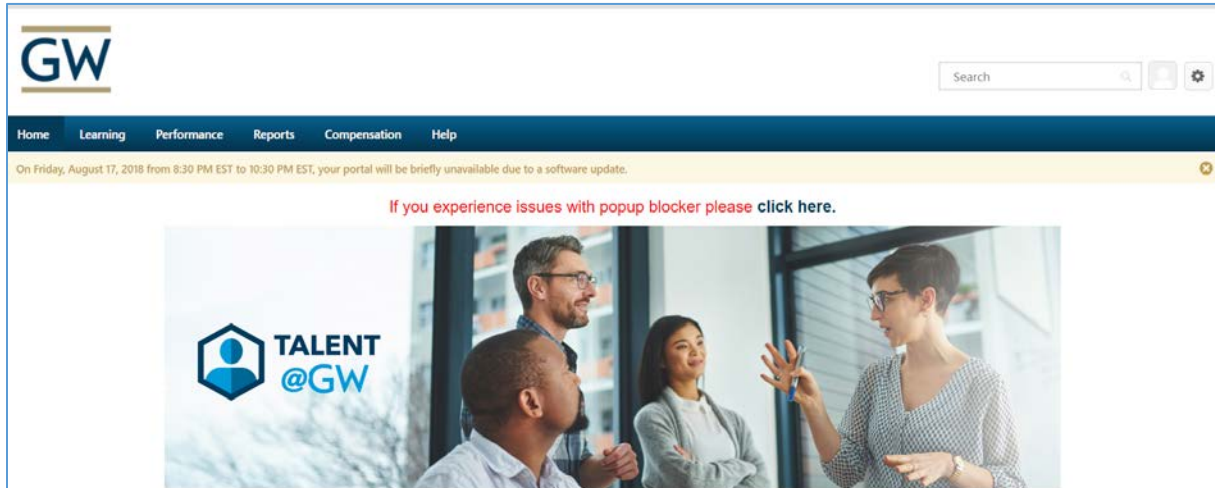 GW
Search
Home Learning Performance Reports Compensation Help
On Friday, August 17, 2018 from 8:30 PM EST to 10:30 PM EST, your portal will be briefly unavailable due to a software update.
If you experience issues with popup blocker please click here.
TALENT
@GW